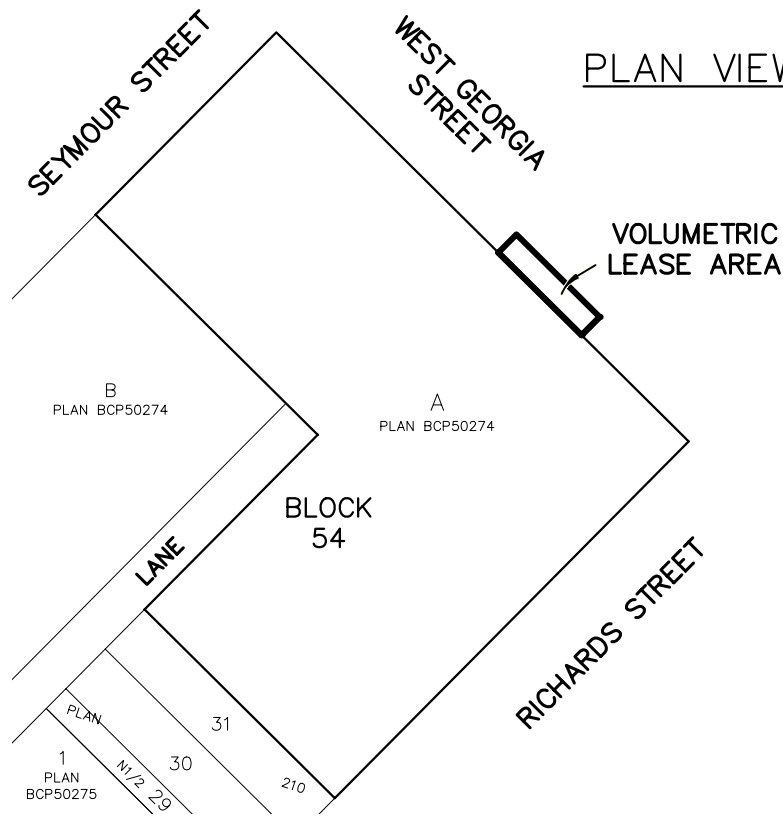 SEYMOUR STREET
WEST GEORGIA
STREET
PLAN VIEW
VOLUMETRIC
LEASE AREA
B
PLAN BCP50274
A
PLAN BCP50274
BLOCK
54
LANE
RICHARDS STREET
31
PLAN
30
210
N1/2 29
1
PLAN
BCP50275